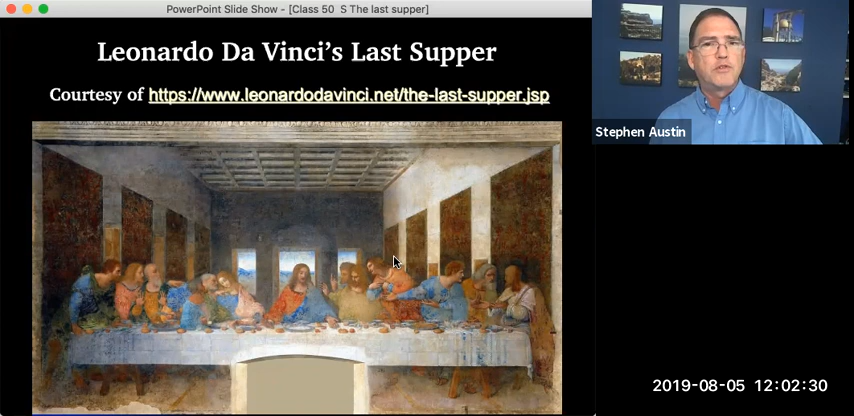 PowerPoint Slide Show - [Class 50 S The last supper]
Leonardo Da Vinci's Last Supper
Courtesy of https://www.leonardodavinci.net/the-last-supper.jsp
Stephen Austin
2019-08-05 12:02:30